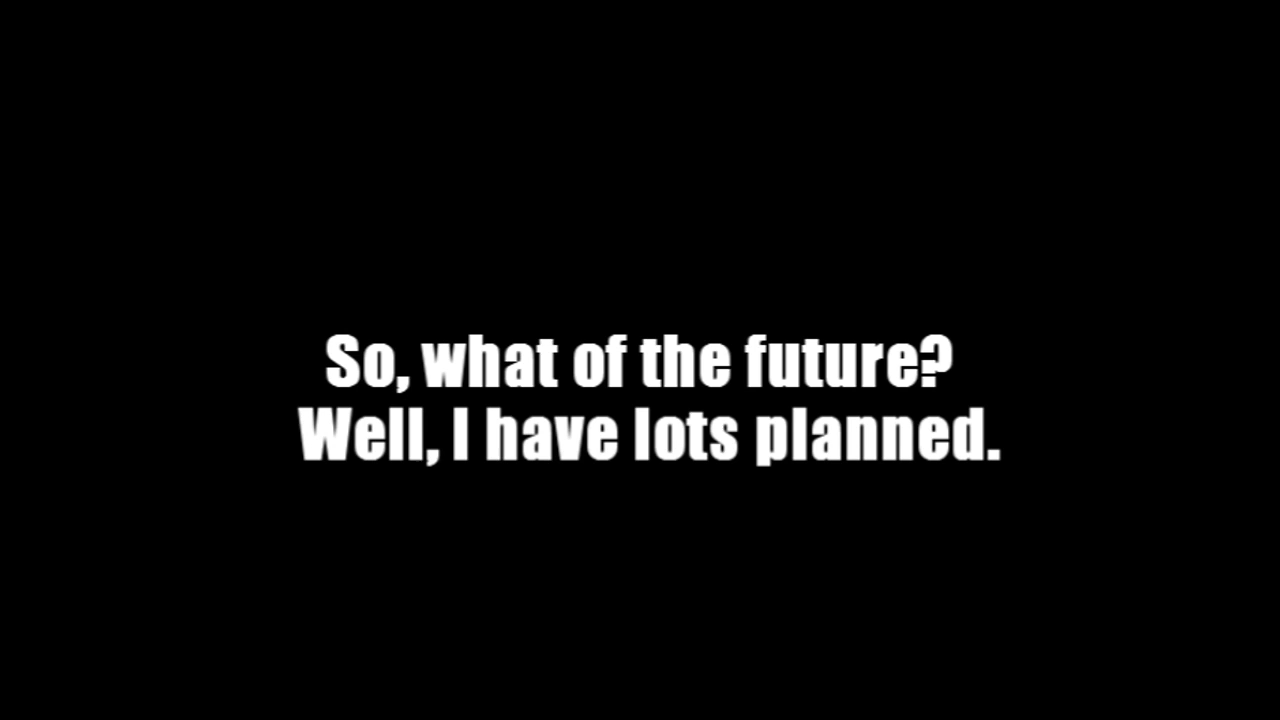 So, what of the future?
Well, I have lots planned.